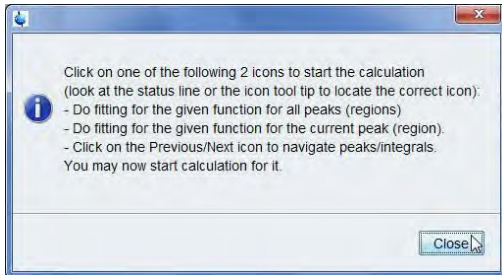 Click on one of the following 2 icons to start the calculation
(look at the status line or the icon tool tip to locate the correct icon):
- Do fitting for the given function for all peaks (regions)
- Do fitting for the given function for the current peak (region).
- Click on the Previous/Next icon to navigate peaks/integrals.
You may now start calculation for it.
Close